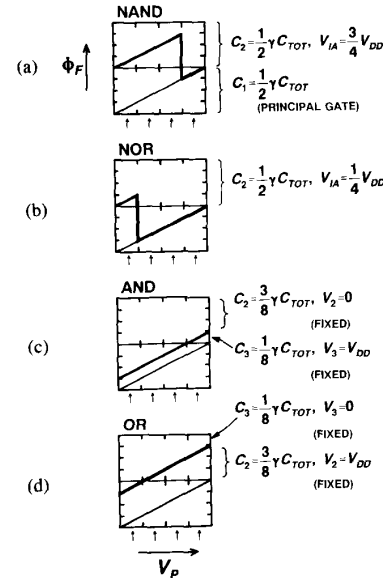 NAND
(a)
Φ_F
C_2 = 1/2 γ C_TOT, V_IA = 3/4 V_DD
C_1 = 1/2 γ C_TOT
(PRINCIPAL GATE)
NOR
(b)
C_2 = 1/2 γ C_TOT, V_IA = 1/4 V_DD
AND
(c)
C_2 = 3/8 γ C_TOT, V_2 = 0
(FIXED)
C_3 = 1/8 γ C_TOT, V_3 = V_DD
(FIXED)
C_3 = 1/8 γ C_TOT, V_3 = 0
(FIXED)
OR
(d)
C_2 = 3/8 γ C_TOT, V_2 = V_DD
(FIXED)
V_P